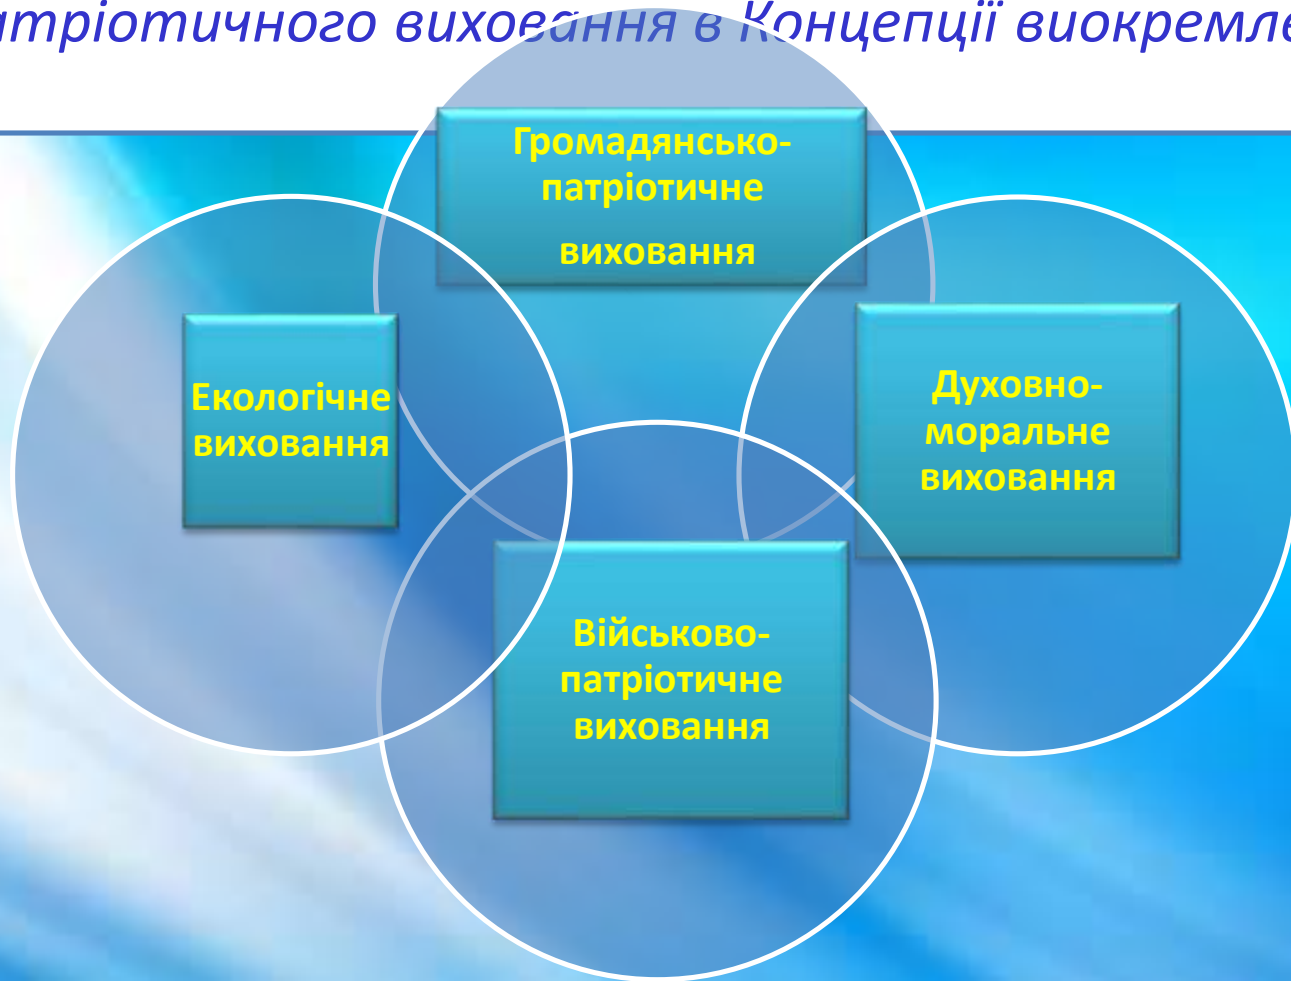 атріотичного виховання в Концепції виокремле
Громадянсько-
патріотичне
виховання
Екологічне
виховання
Духовно-
моральне
виховання
Військово-
патріотичне
виховання